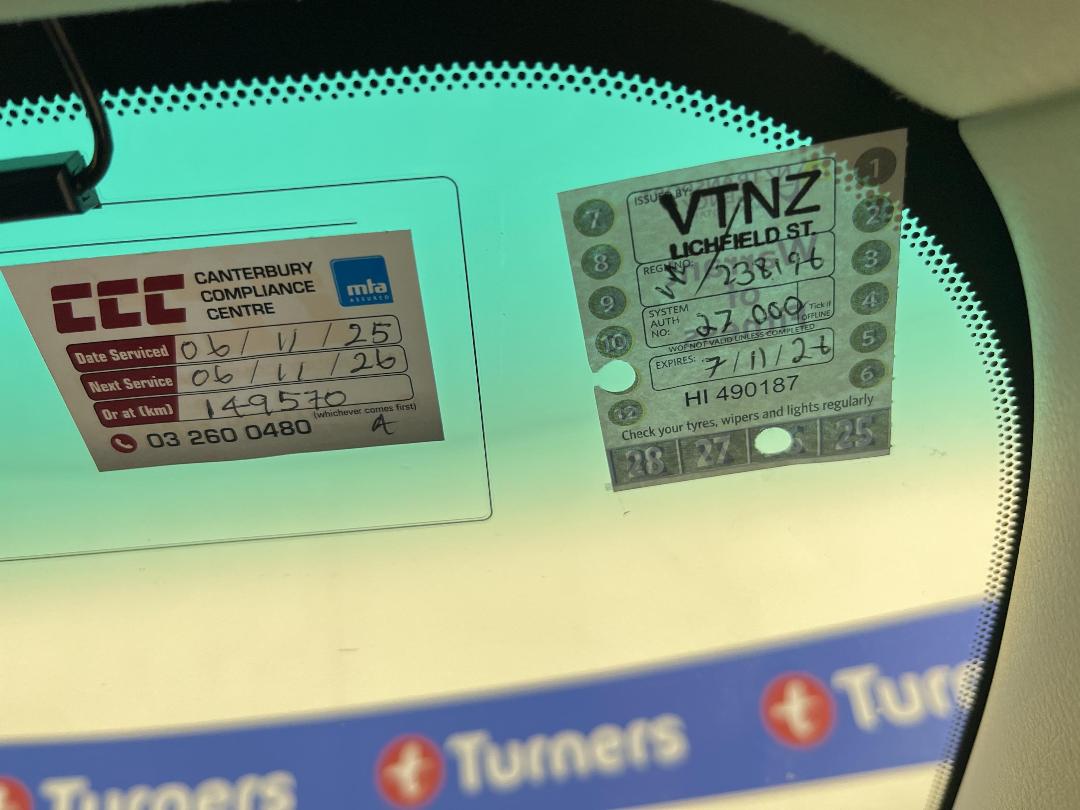 CCC CANTERBURY COMPLIANCE CENTRE
mta
ASSURED
Date Serviced 06/11/25
Next Service 06/11/26
Or at (km) 149570
(whichever comes first)
03 260 0480 A
ISSUED BY:
VTNZ
LICHFIELD ST.
REG. NO:
SYSTEM AUTH NO: 27 000
Tick if OFFLINE
WOF NOT VALID UNLESS COMPLETED
EXPIRES: 7/11/26
HI 490187
Check your tyres, wipers and lights regularly
7
8
9
10
12
1
2
3
4
5
6
28 27 25
Turners
Turners
Turn